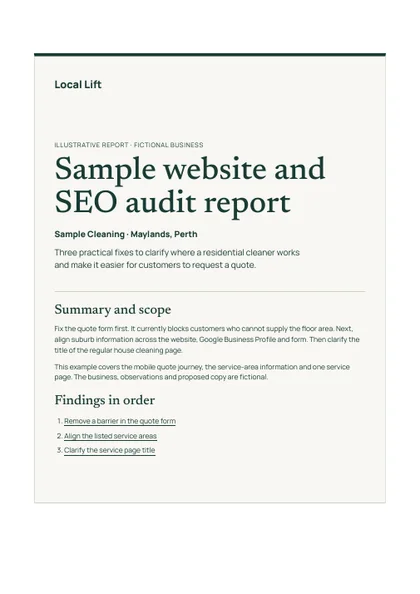 Local Lift
ILLUSTRATIVE REPORT · FICTIONAL BUSINESS
Sample website and
SEO audit report
Sample Cleaning · Maylands, Perth
Three practical fixes to clarify where a residential cleaner works
and make it easier for customers to request a quote.
Summary and scope
Fix the quote form first. It currently blocks customers who cannot supply the floor area. Next,
align suburb information across the website, Google Business Profile and form. Then clarify the
title of the regular house cleaning page.
This example covers the mobile quote journey, the service-area information and one service
page. The business, observations and proposed copy are fictional.
Findings in order
1. Remove a barrier in the quote form
2. Align the listed service areas
3. Clarify the service page title